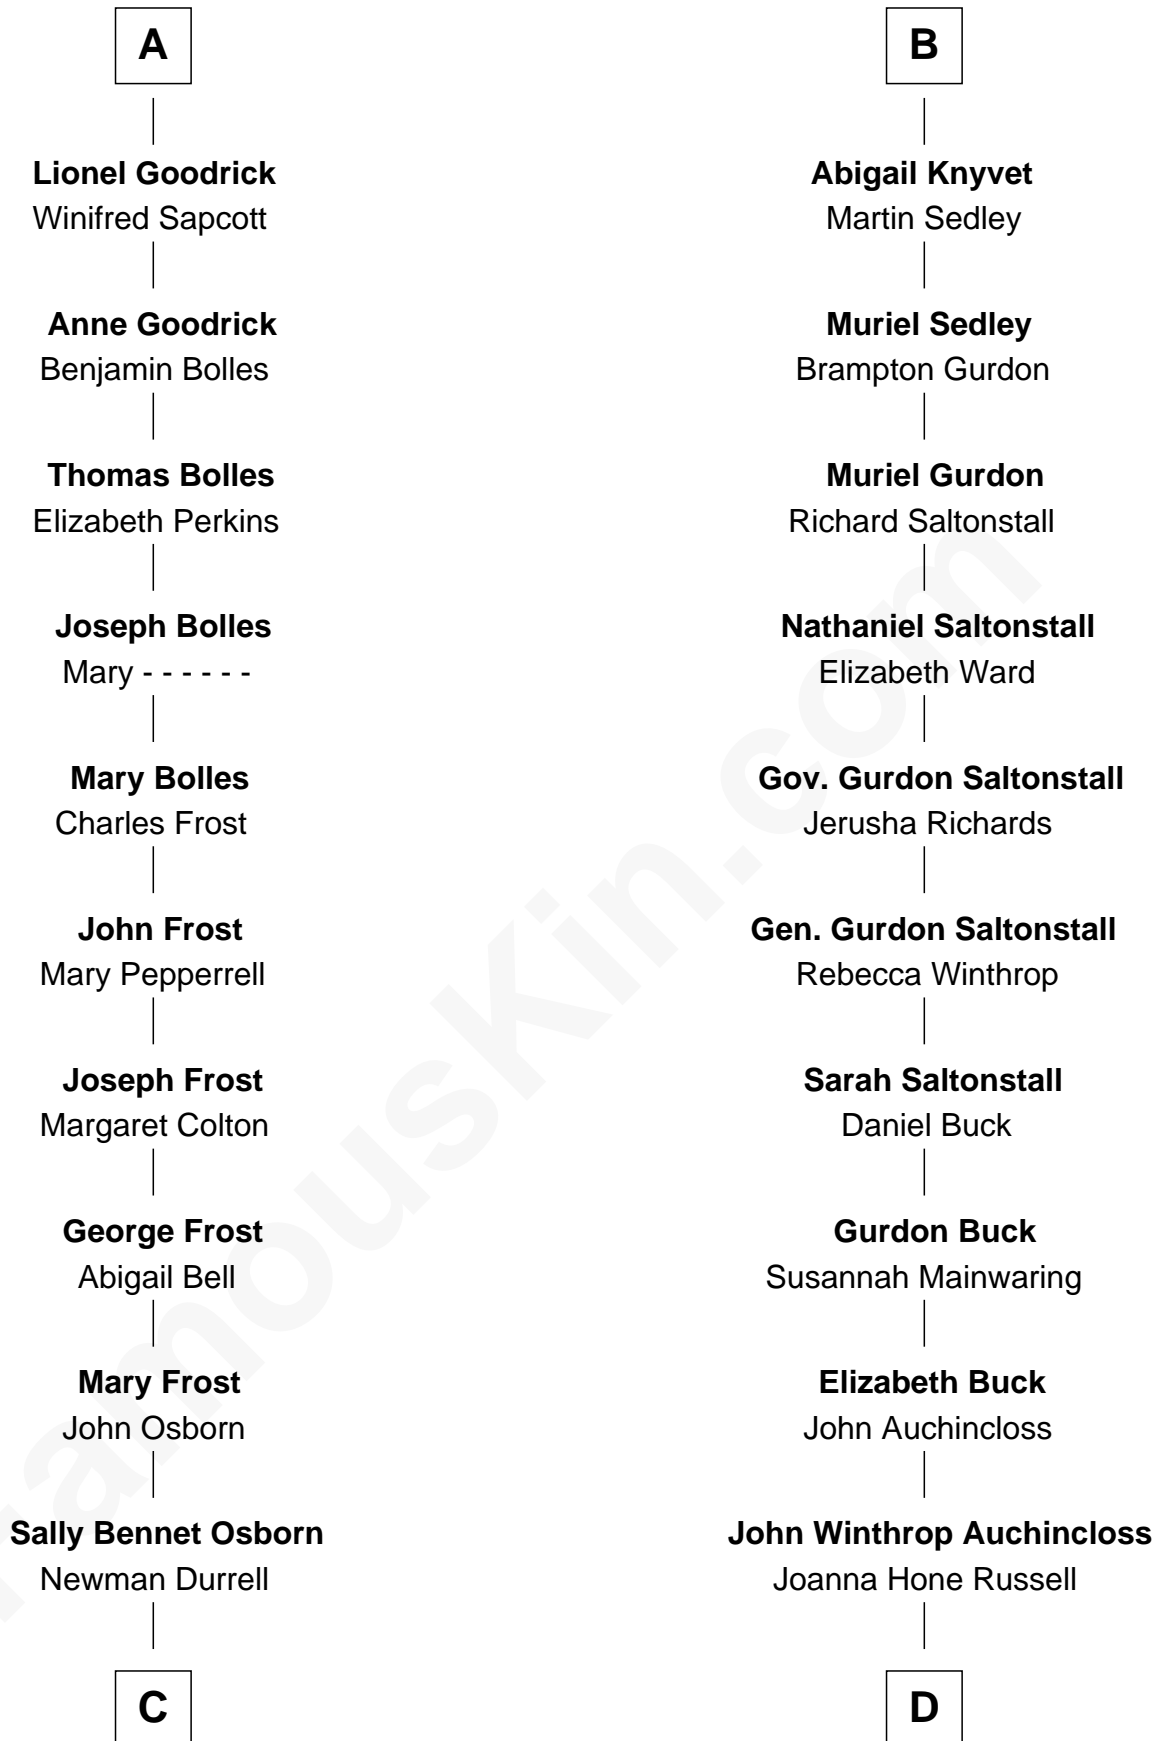 A
Lionel Goodrick
Winifred Sapcott
Anne Goodrick
Benjamin Bolles
Thomas Bolles
Elizabeth Perkins
Joseph Bolles
Mary - - - - - -
Mary Bolles
Charles Frost
John Frost
Mary Pepperrell
Joseph Frost
Margaret Colton
George Frost
Abigail Bell
Mary Frost
John Osborn
Sally Bennet Osborn
Newman Durrell
C
B
Abigail Knyvet
Martin Sedley
Muriel Sedley
Brampton Gurdon
Muriel Gurdon
Richard Saltonstall
Nathaniel Saltonstall
Elizabeth Ward
Gov. Gurdon Saltonstall
Jerusha Richards
Gen. Gurdon Saltonstall
Rebecca Winthrop
Sarah Saltonstall
Daniel Buck
Gurdon Buck
Susannah Mainwaring
Elizabeth Buck
John Auchincloss
John Winthrop Auchincloss
Joanna Hone Russell
D
FamousKin.com